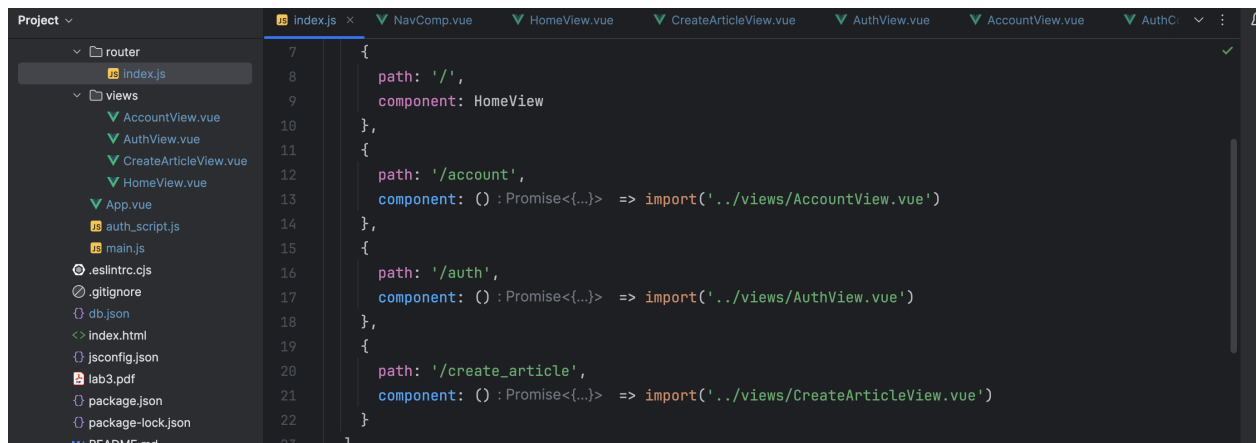 Project
index.js
NavComp.vue
HomeView.vue
CreateArticleView.vue
AuthView.vue
AccountView.vue
router
index.js
views
AccountView.vue
AuthView.vue
CreateArticleView.vue
HomeView.vue
App.vue
auth_script.js
main.js
.eslintrc.cjs
.gitignore
db.json
index.html
jsconfig.json
lab3.pdf
package.json
package-lock.json
README.md
7 {
8 path: '/',
9 component: HomeView
10 },
11 {
12 path: '/account',
13 component: () : Promise<{...}> => import('../views/AccountView.vue')
14 },
15 {
16 path: '/auth',
17 component: () : Promise<{...}> => import('../views/AuthView.vue')
18 },
19 {
20 path: '/create_article',
21 component: () : Promise<{...}> => import('../views/CreateArticleView.vue')
22 }
23 ]